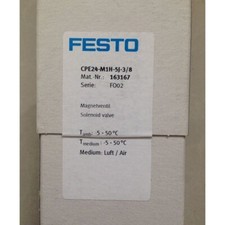 FESTO
CPE24-M1H-5J-3/8
Mat.-Nr.: 163167
Serie: FO02
Magnetventil
Solenoid valve
T amb: -5 - 50°C
T medium: -5 - 50°C
Medium: Luft / Air